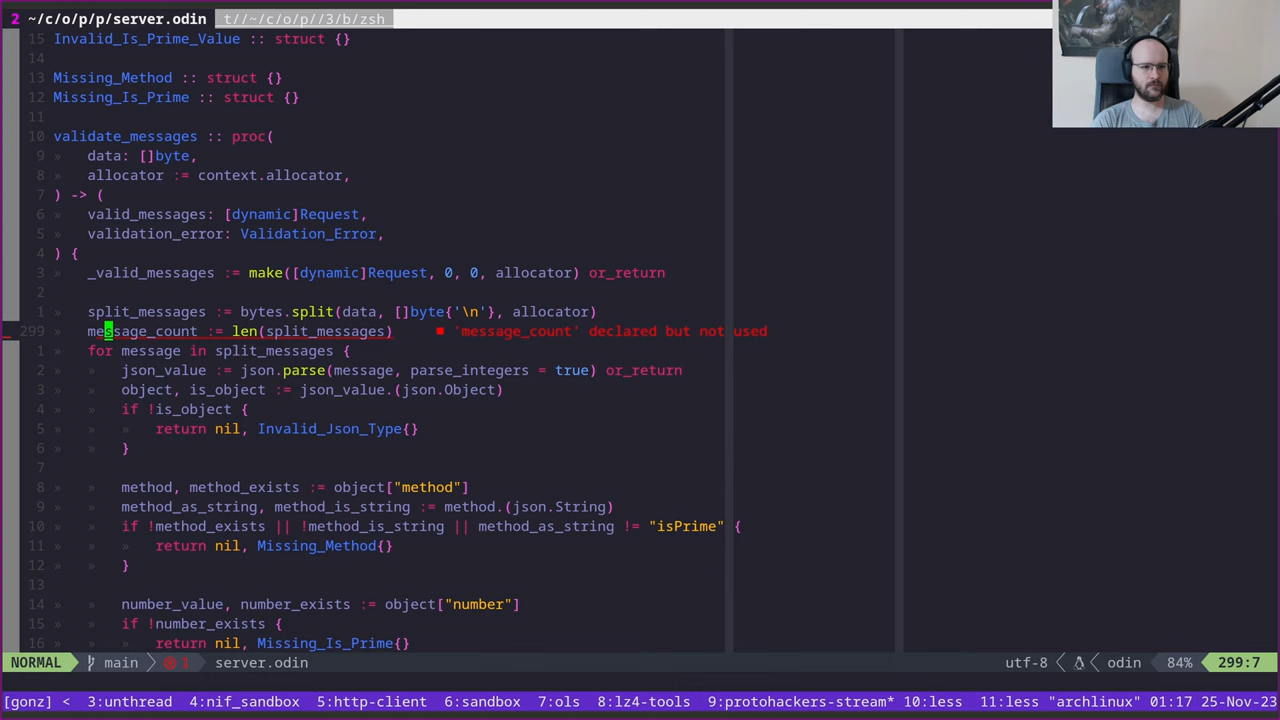 2 ~/c/o/p/p/server.odin t//~/c/o/p//3/b/zsh
15 Invalid_Is_Prime_Value :: struct {}
14
13 Missing_Method :: struct {}
12 Missing_Is_Prime :: struct {}
11
10 validate_messages :: proc(
9 » data: []byte,
8 » allocator := context.allocator,
7 ) -> (
6 » valid_messages: [dynamic]Request,
5 » validation_error: Validation_Error,
4 ) {
3 » _valid_messages := make([dynamic]Request, 0, 0, allocator) or_return
2
1 » split_messages := bytes.split(data, []byte{'\n'}, allocator)
299 » message_count := len(split_messages) ■ 'message_count' declared but not used
1 » for message in split_messages {
2 » » json_value := json.parse(message, parse_integers = true) or_return
3 » » object, is_object := json_value.(json.Object)
4 » » if !is_object {
5 » » » return nil, Invalid_Json_Type{}
6 » » }
7
8 » » method, method_exists := object["method"]
9 » » method_as_string, method_is_string := method.(json.String)
10 » » if !method_exists || !method_is_string || method_as_string != "isPrime" {
11 » » » return nil, Missing_Method{}
12 » » }
13
14 » » number_value, number_exists := object["number"]
15 » » if !number_exists {
16 » » » return nil, Missing_Is_Prime{}
NORMAL main 1 server.odin utf-8 odin 84% 299:7
[gonz] < 3:unthread 4:nif_sandbox 5:http-client 6:sandbox 7:ols 8:lz4-tools 9:protohackers-stream* 10:less 11:less "archlinux" 01:17 25-Nov-23